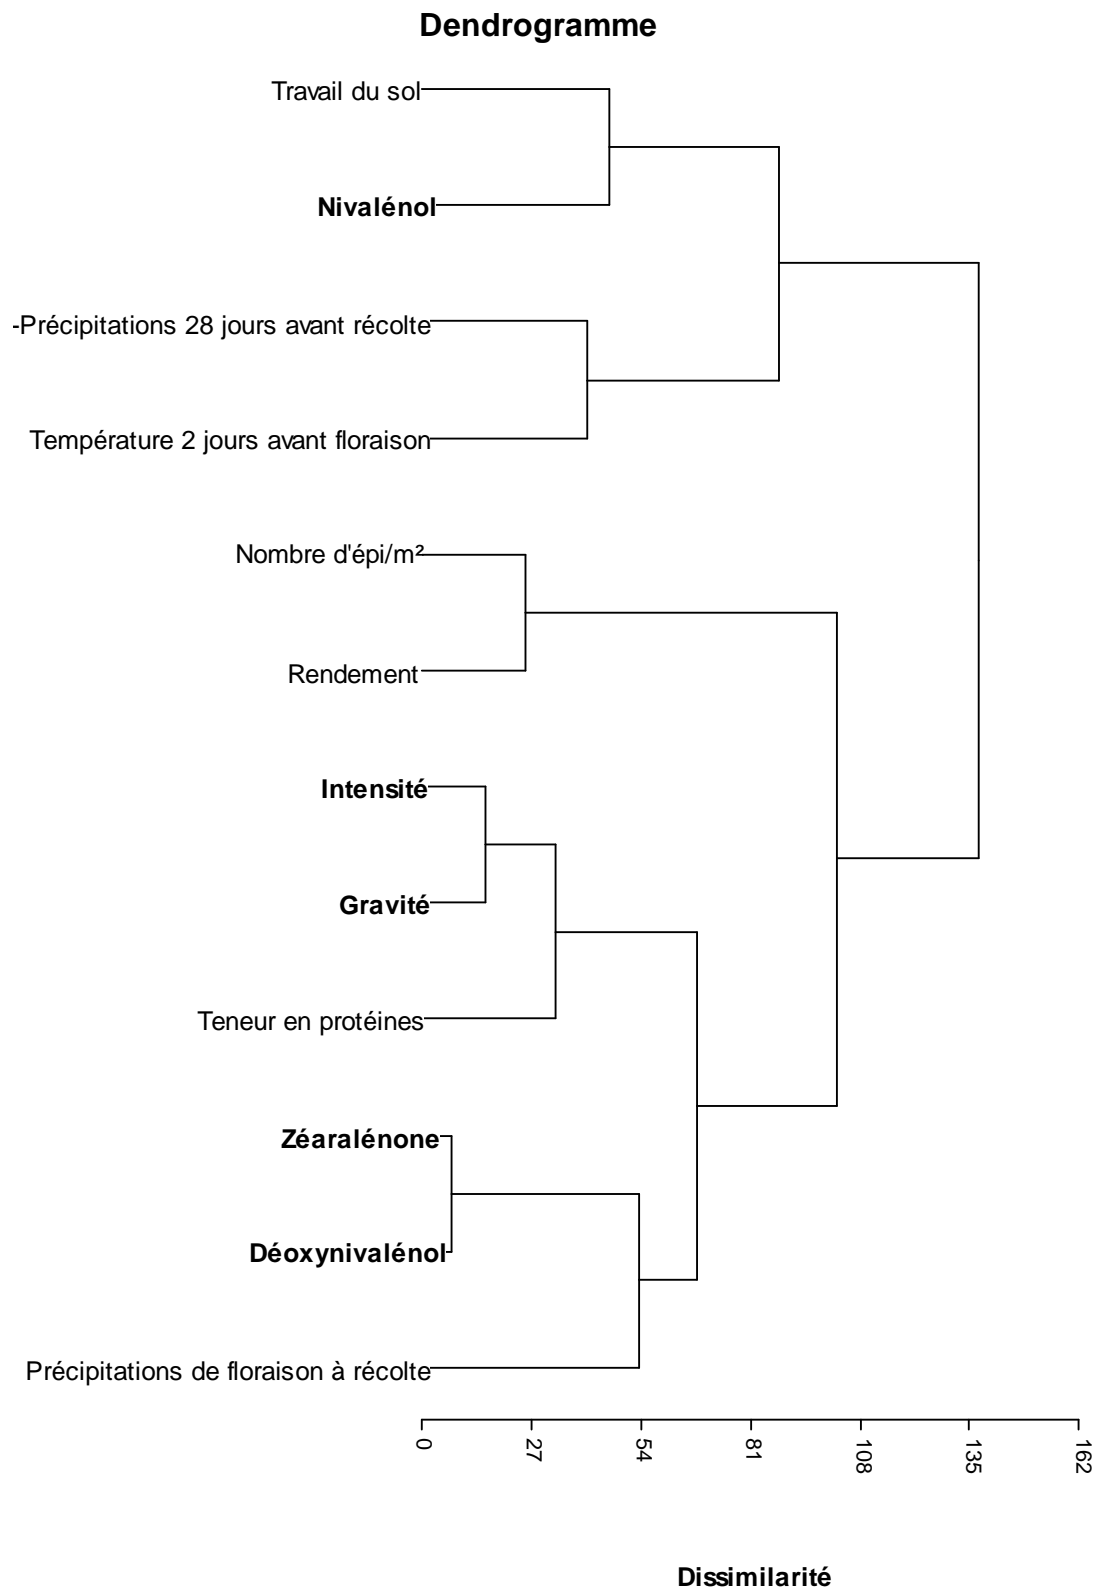 Dendrogramme
Travail du sol
Nivalénol
-Précipitations 28 jours avant récolte
Température 2 jours avant floraison
Nombre d'épi/m²
Rendement
Intensité
Gravité
Teneur en protéines
Zéaralénone
Déoxynivalénol
Précipitations de floraison à récolte
0 27 54 81 108 135 162
Dissimilarité